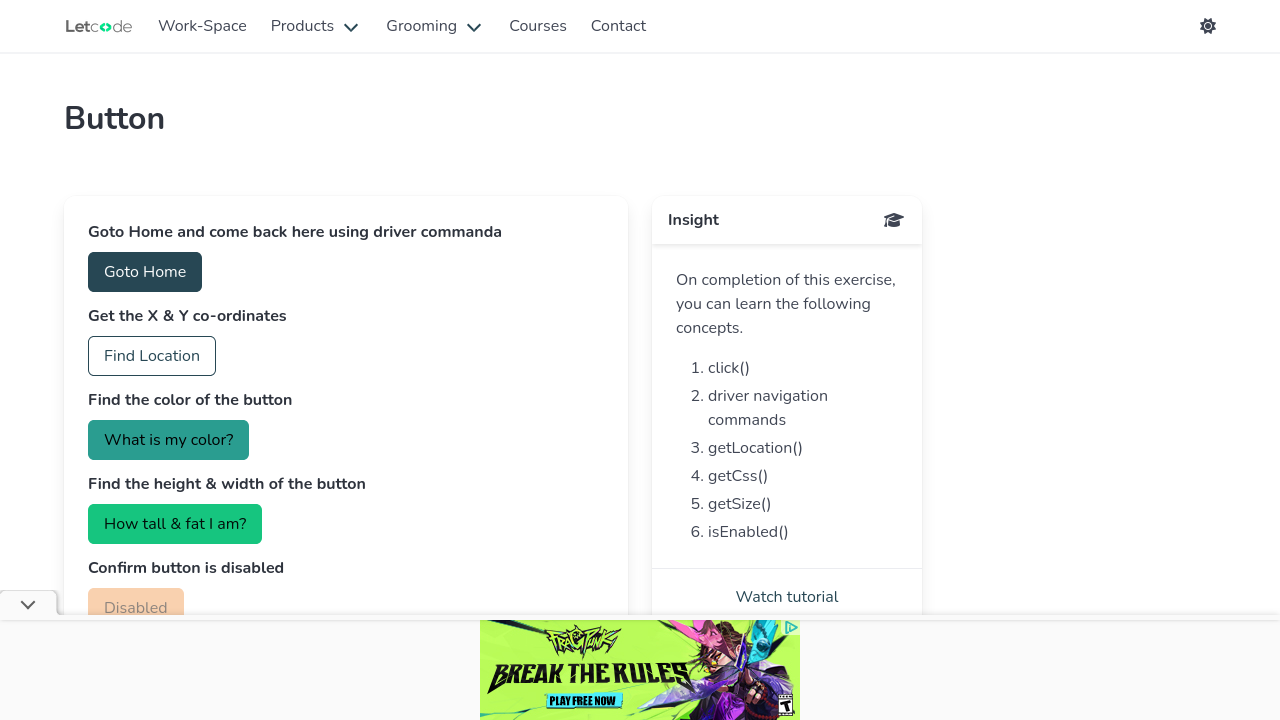 Letcode Work-Space Products Grooming Courses Contact
Button
Goto Home and come back here using driver commanda
Goto Home
Get the X & Y co-ordinates
Find Location
Find the color of the button
What is my color?
Find the height & width of the button
How tall & fat I am?
Confirm button is disabled
Disabled
Insight
On completion of this exercise,
you can learn the following
concepts.
1. click()
2. driver navigation
commands
3. getLocation()
4. getCss()
5. getSize()
6. isEnabled()
Watch tutorial
FRAGPUNK
BREAK THE RULES
PLAY FREE NOW
T